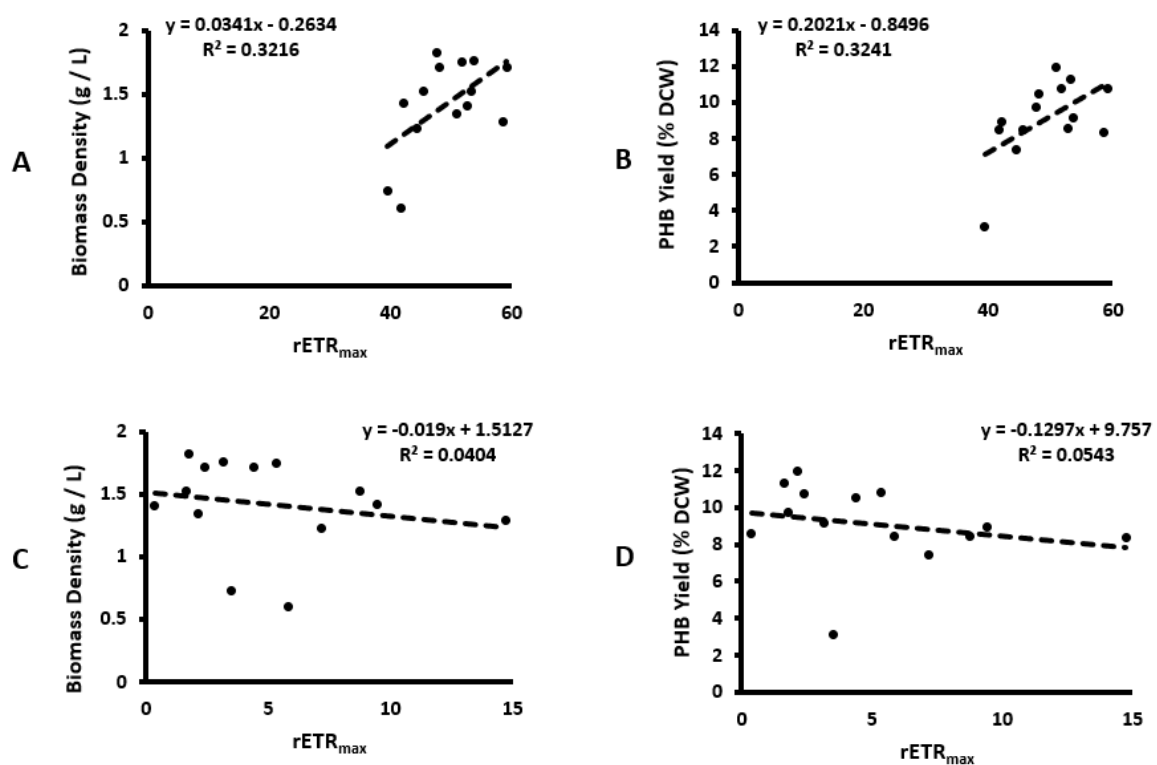 y = 0.0341x - 0.2634
R² = 0.3216
A
Biomass Density (g / L)
2
1.5
1
0.5
0
0 20 40 60
rETRmax
y = 0.2021x - 0.8496
R² = 0.3241
B
PHB Yield (% DCW)
14
12
10
8
6
4
2
0
0 20 40 60
rETRmax
y = -0.019x + 1.5127
R² = 0.0404
C
Biomass Density (g / L)
2
1.5
1
0.5
0
0 5 10 15
rETRmax
y = -0.1297x + 9.757
R² = 0.0543
D
PHB Yield (% DCW)
14
12
10
8
6
4
2
0
0 5 10 15
rETRmax